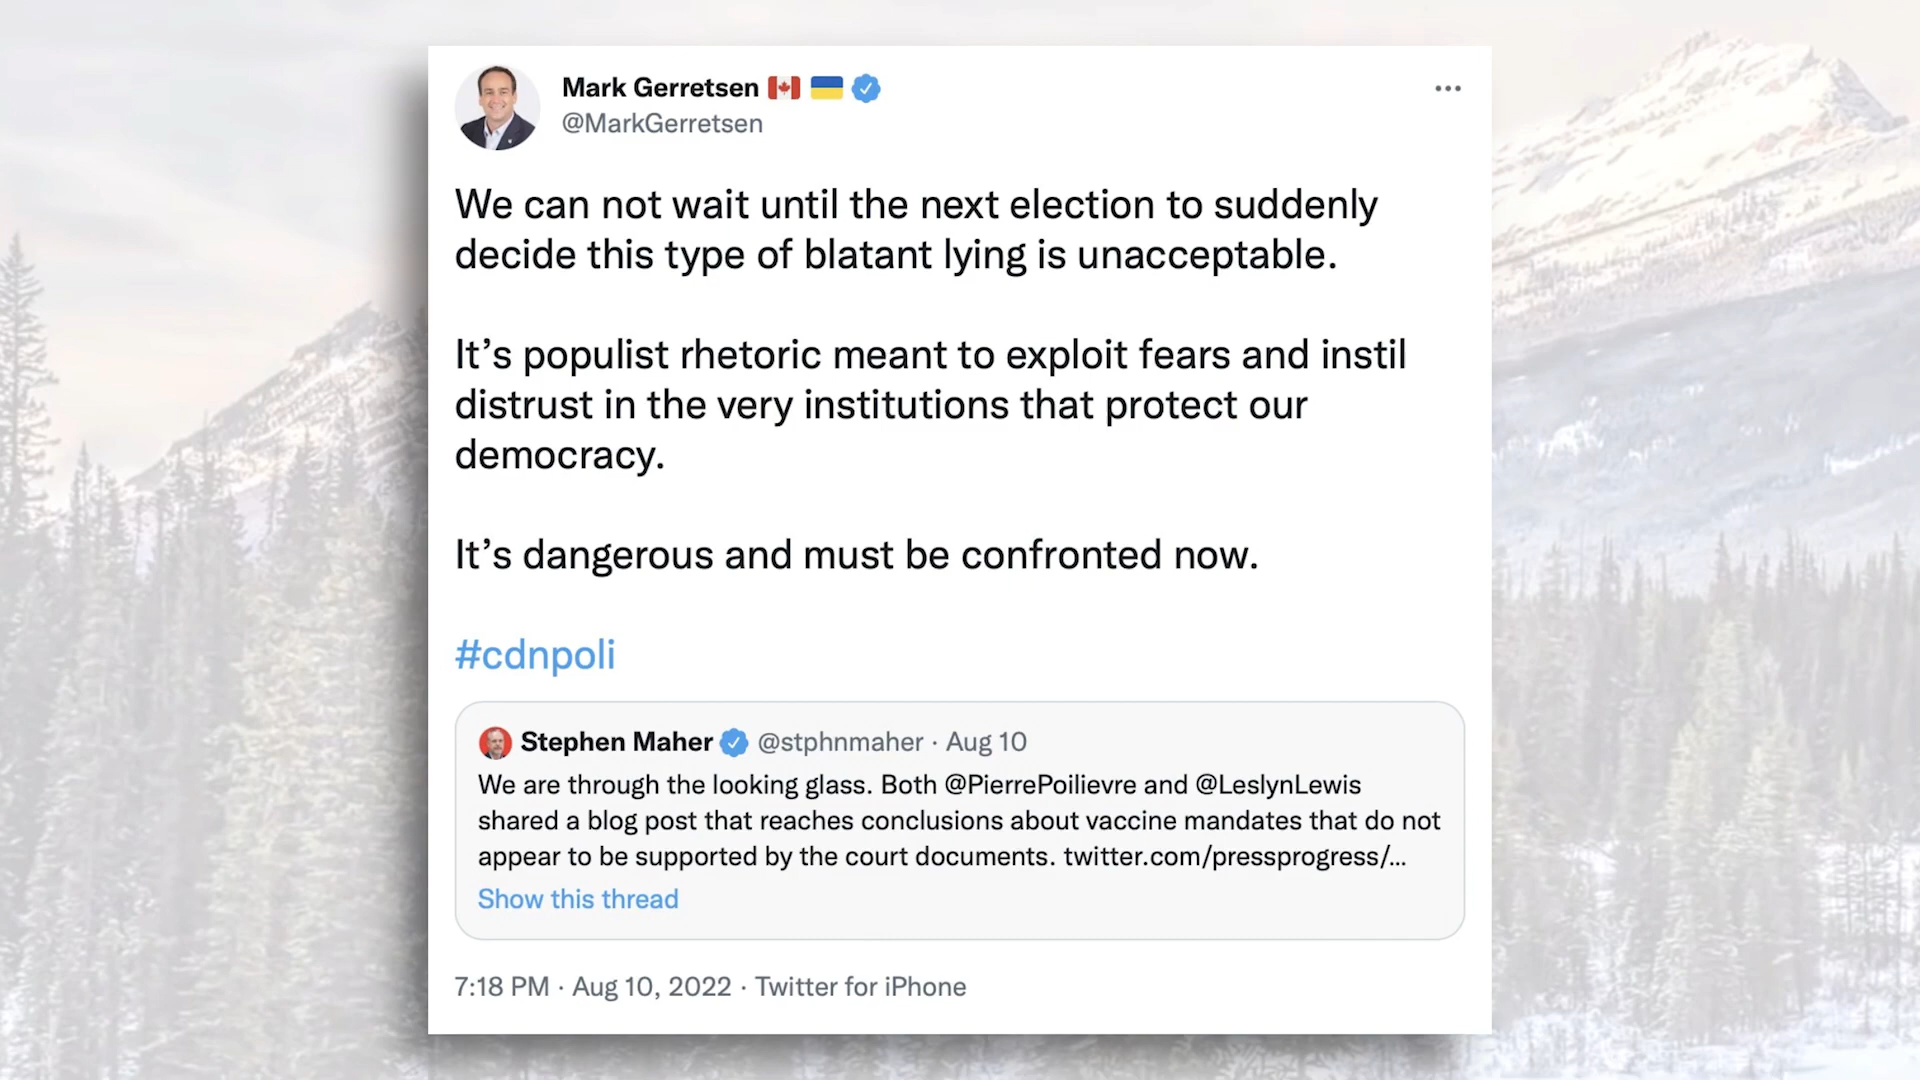 Mark Gerretsen
@MarkGerretsen
We can not wait until the next election to suddenly
decide this type of blatant lying is unacceptable.
It’s populist rhetoric meant to exploit fears and instil
distrust in the very institutions that protect our
democracy.
It’s dangerous and must be confronted now.
#cdnpoli
Stephen Maher @stphnmaher · Aug 10
We are through the looking glass. Both @PierrePoilievre and @LeslynLewis
shared a blog post that reaches conclusions about vaccine mandates that do not
appear to be supported by the court documents. twitter.com/pressprogress/…
Show this thread
7:18 PM · Aug 10, 2022 · Twitter for iPhone